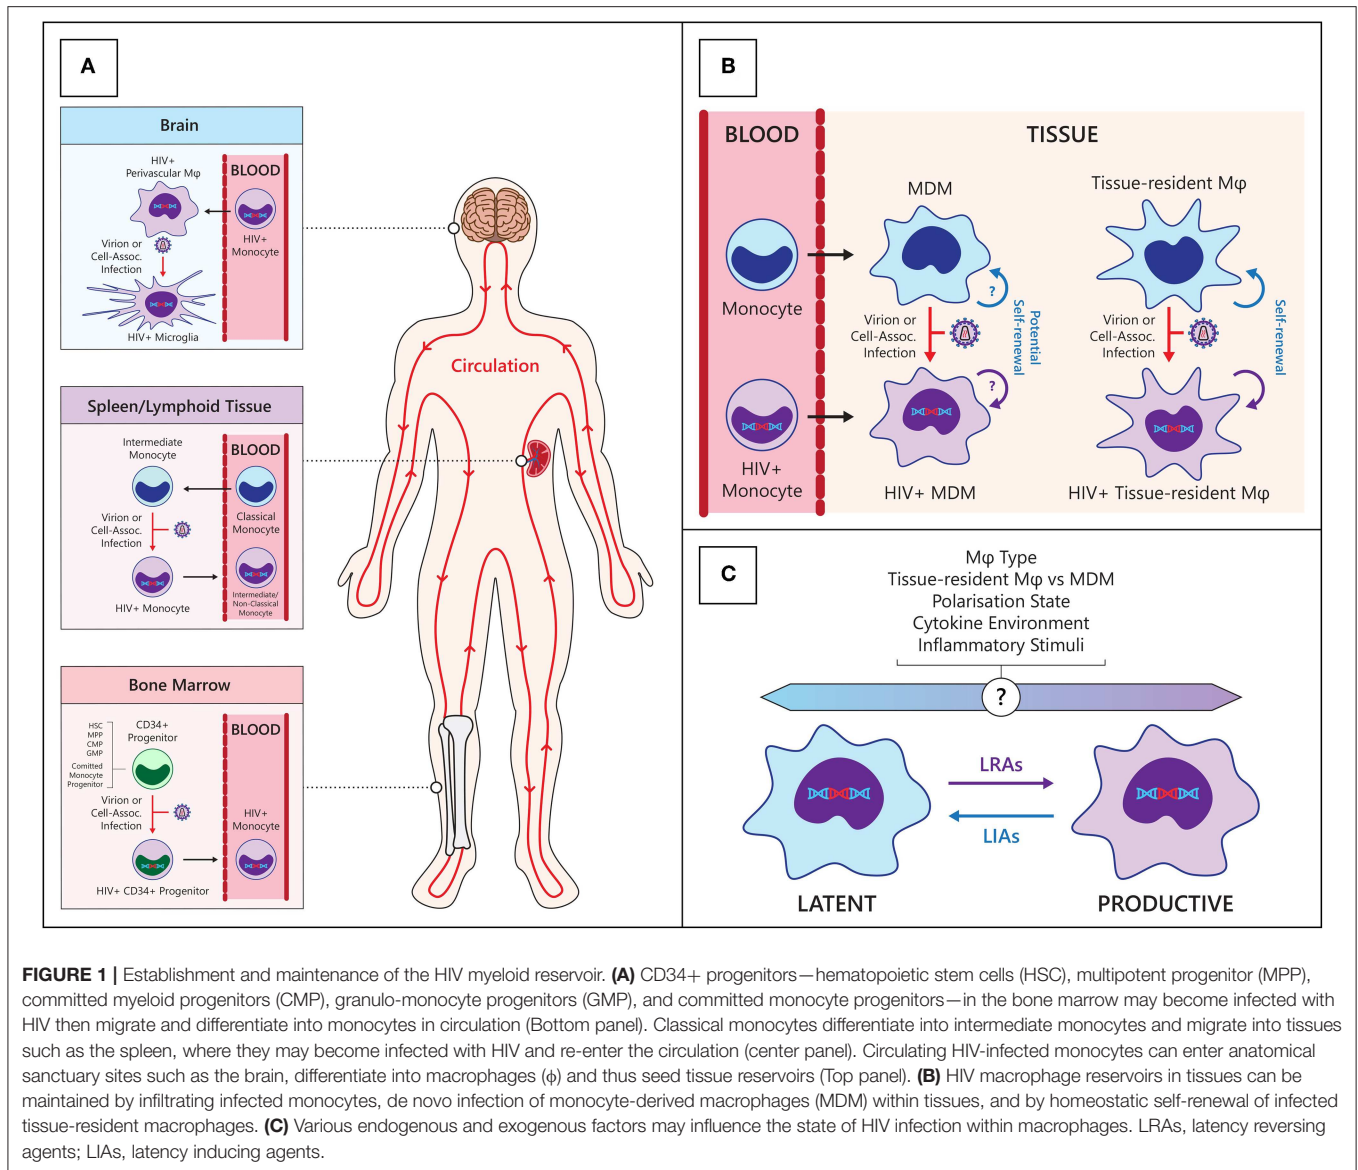 A
Brain
HIV+
Perivascular Mφ
BLOOD
HIV+
Monocyte
Virion or
Cell-Assoc.
Infection
HIV+ Microglia
Spleen/Lymphoid Tissue
Intermediate
Monocyte
BLOOD
Classical
Monocyte
Virion or
Cell-Assoc.
Infection
HIV+ Monocyte
Intermediate/
Non-Classical
Monocyte
Bone Marrow
HSC
MPP
CMP
GMP
Comitted
Monocyte
Progenitor
CD34+
Progenitor
BLOOD
Virion or
Cell-Assoc.
Infection
HIV+
Monocyte
HIV+ CD34+ Progenitor
Circulation
B
BLOOD
TISSUE
MDM
Tissue-resident Mφ
Monocyte
?
Potential
Self-renewal
Self-renewal
Virion or
Cell-Assoc.
Infection
Virion or
Cell-Assoc.
Infection
?
HIV+
Monocyte
HIV+ MDM
HIV+ Tissue-resident Mφ
C
Mφ Type
Tissue-resident Mφ vs MDM
Polarisation State
Cytokine Environment
Inflammatory Stimuli
?
LRAs
LIAs
LATENT
PRODUCTIVE
FIGURE 1 | Establishment and maintenance of the HIV myeloid reservoir. (A) CD34+ progenitors—hematopoietic stem cells (HSC), multipotent progenitor (MPP),
committed myeloid progenitors (CMP), granulo-monocyte progenitors (GMP), and committed monocyte progenitors—in the bone marrow may become infected with
HIV then migrate and differentiate into monocytes in circulation (Bottom panel). Classical monocytes differentiate into intermediate monocytes and migrate into tissues
such as the spleen, where they may become infected with HIV and re-enter the circulation (center panel). Circulating HIV-infected monocytes can enter anatomical
sanctuary sites such as the brain, differentiate into macrophages (ϕ) and thus seed tissue reservoirs (Top panel). (B) HIV macrophage reservoirs in tissues can be
maintained by infiltrating infected monocytes, de novo infection of monocyte-derived macrophages (MDM) within tissues, and by homeostatic self-renewal of infected
tissue-resident macrophages. (C) Various endogenous and exogenous factors may influence the state of HIV infection within macrophages. LRAs, latency reversing
agents; LIAs, latency inducing agents.